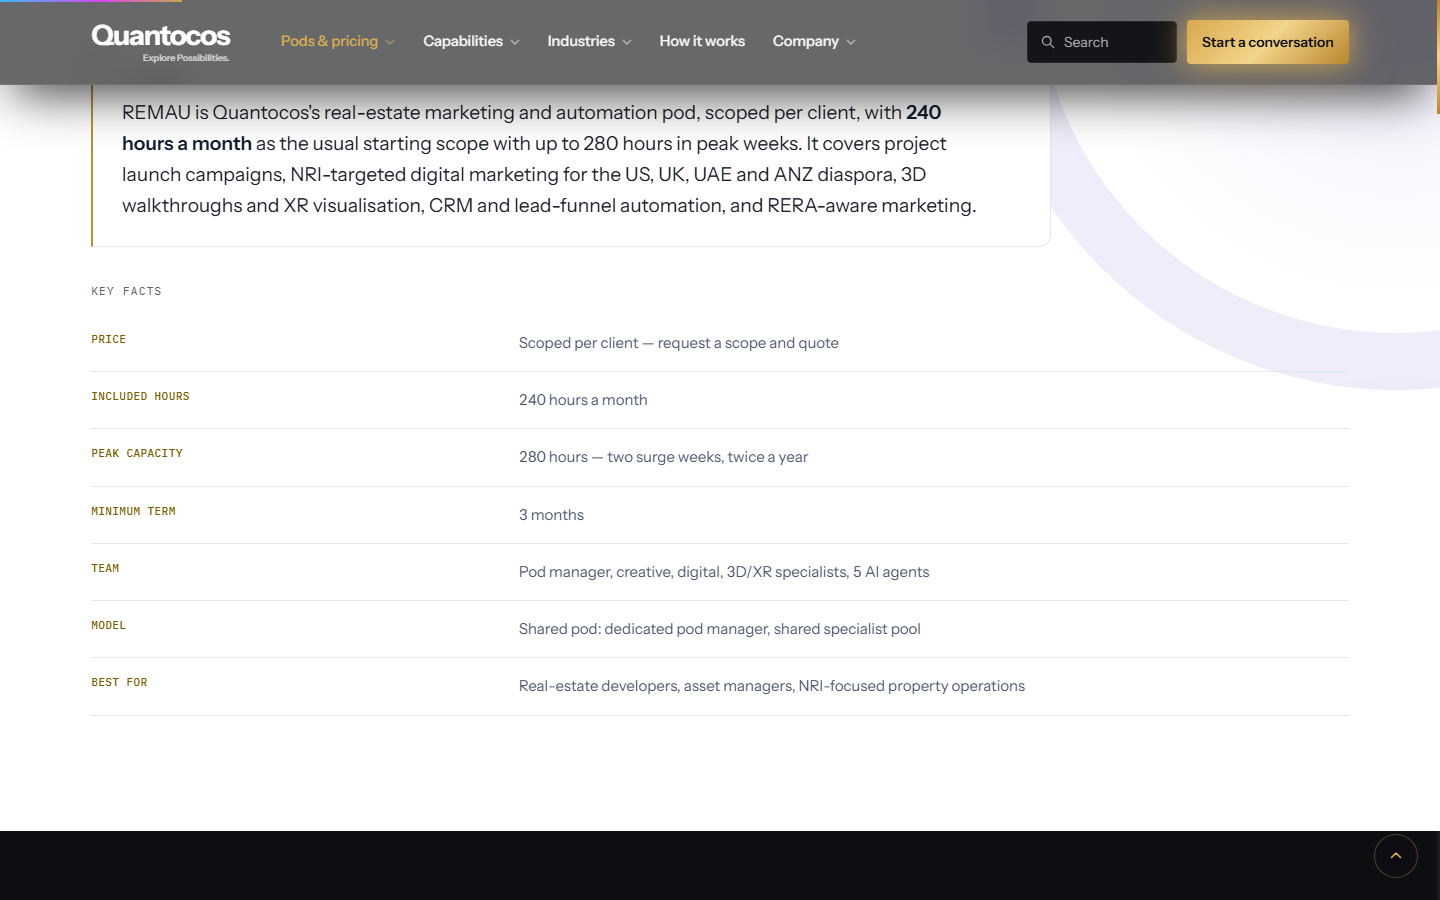 Quantocos
Explore Possibilities.
Pods & pricing
Capabilities
Industries
How it works
Company
Search
Start a conversation
REMAU is Quantocos's real-estate marketing and automation pod, scoped per client, with 240
hours a month as the usual starting scope with up to 280 hours in peak weeks. It covers project
launch campaigns, NRI-targeted digital marketing for the US, UK, UAE and ANZ diaspora, 3D
walkthroughs and XR visualisation, CRM and lead-funnel automation, and RERA-aware marketing.
KEY FACTS
PRICE
Scoped per client — request a scope and quote
INCLUDED HOURS
240 hours a month
PEAK CAPACITY
280 hours — two surge weeks, twice a year
MINIMUM TERM
3 months
TEAM
Pod manager, creative, digital, 3D/XR specialists, 5 AI agents
MODEL
Shared pod: dedicated pod manager, shared specialist pool
BEST FOR
Real-estate developers, asset managers, NRI-focused property operations